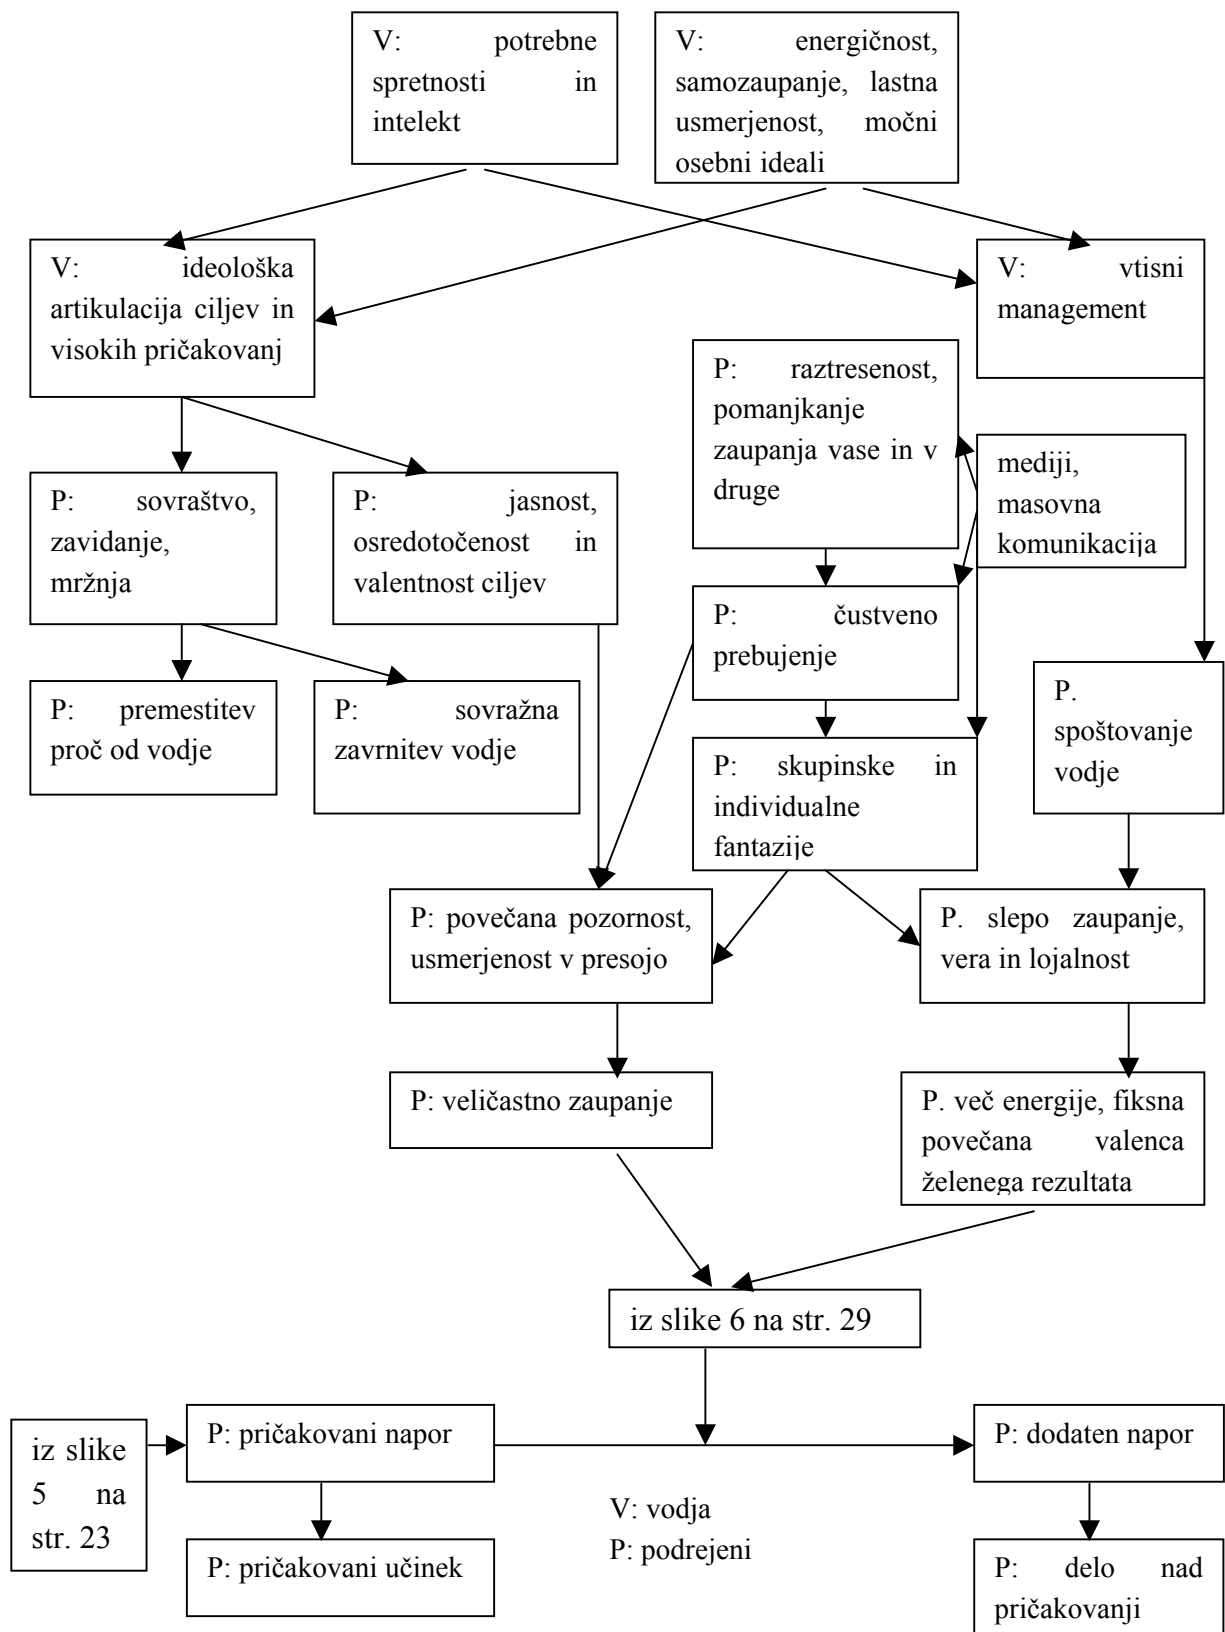 V: potrebne
spretnosti in
intelekt
V: energičnost,
samozaupanje, lastna
usmerjenost, močni
osebni ideali
V: ideološka
artikulacija ciljev in
visokih pričakovanj
V: vtisni
management
P: raztresenost,
pomanjkanje
zaupanja vase in v
druge
mediji,
masovna
komunikacija
P: sovraštvo,
zavidanje,
mržnja
P: jasnost,
osredotočenost in
valentnost ciljev
P: čustveno
prebujenje
P: premestitev
proč od vodje
P: sovražna
zavrnitev vodje
P.
spoštovanje
vodje
P: skupinske in
individualne
fantazije
P: povečana pozornost,
usmerjenost v presojo
P. slepo zaupanje,
vera in lojalnost
P: veličastno zaupanje
P. več energije, fiksna
povečana valenca
želenega rezultata
iz slike 6 na str. 29
iz slike
5 na
str. 23
P: pričakovani napor
P: dodaten napor
V: vodja
P: podrejeni
P: pričakovani učinek
P: delo nad
pričakovanji